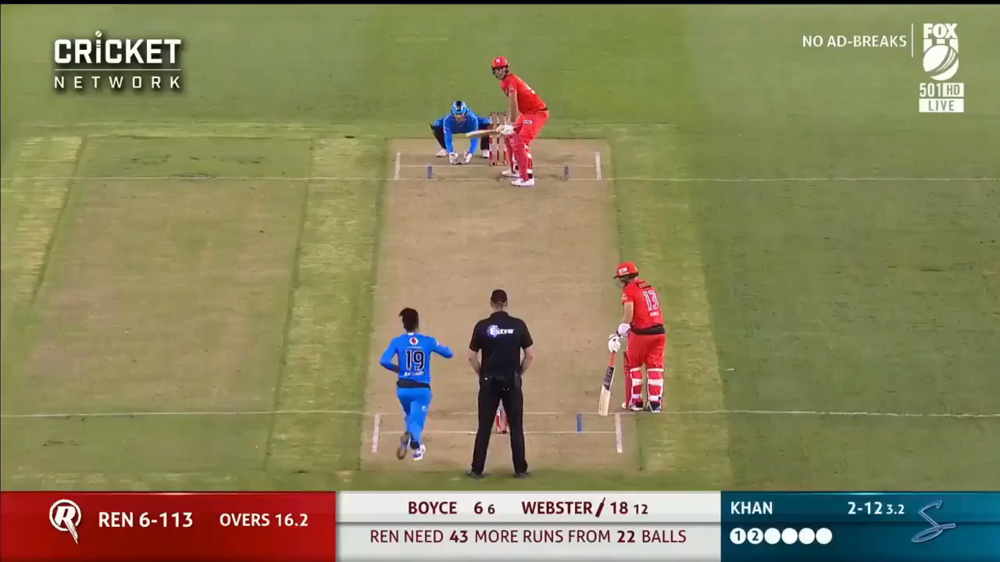 CRICKET
NETWORK
NO AD-BREAKS
FOX
501 HD
LIVE
13
19
Extra
REN 6-113 OVERS 16.2
BOYCE 6 6 WEBSTER 18 12
REN NEED 43 MORE RUNS FROM 22 BALLS
KHAN 2-12 3.2
1 2